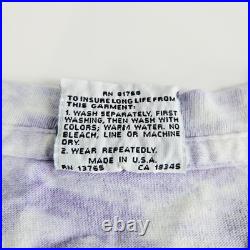 RN 61766
TO INSURE LONG LIFE FROM
THIS GARMENT:
1. WASH SEPARATELY, FIRST
WASHING, THEN WASH WITH
COLORS; WARM WATER. NO
BLEACH, LINE OR MACHINE
DRY.
2. WEAR REPEATEDLY.
MADE IN U.S.A.
RN 13765 CA 18345